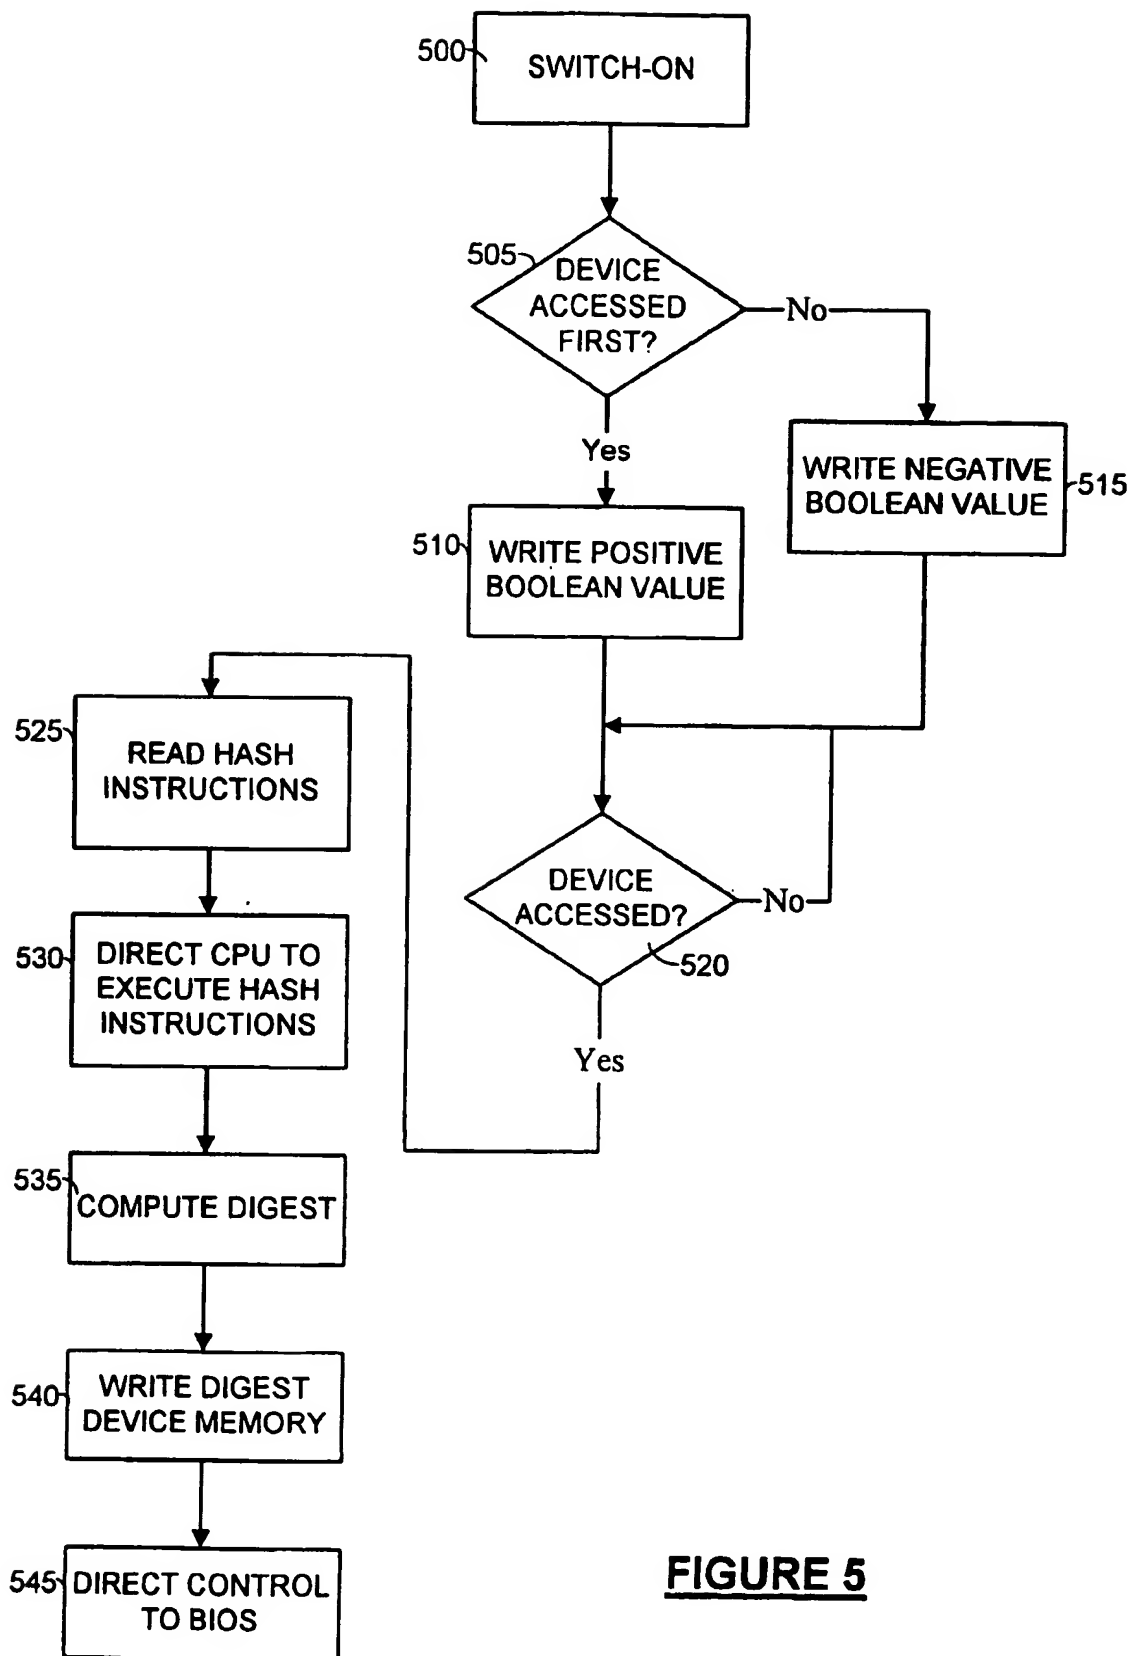 500
SWITCH-ON
505
DEVICE
ACCESSED
FIRST?
No
Yes
WRITE NEGATIVE
BOOLEAN VALUE
515
510
WRITE POSITIVE
BOOLEAN VALUE
525
READ HASH
INSTRUCTIONS
DEVICE
ACCESSED?
No
520
530
DIRECT CPU TO
EXECUTE HASH
INSTRUCTIONS
Yes
535
COMPUTE DIGEST
540
WRITE DIGEST
DEVICE MEMORY
545
DIRECT CONTROL
TO BIOS
FIGURE 5